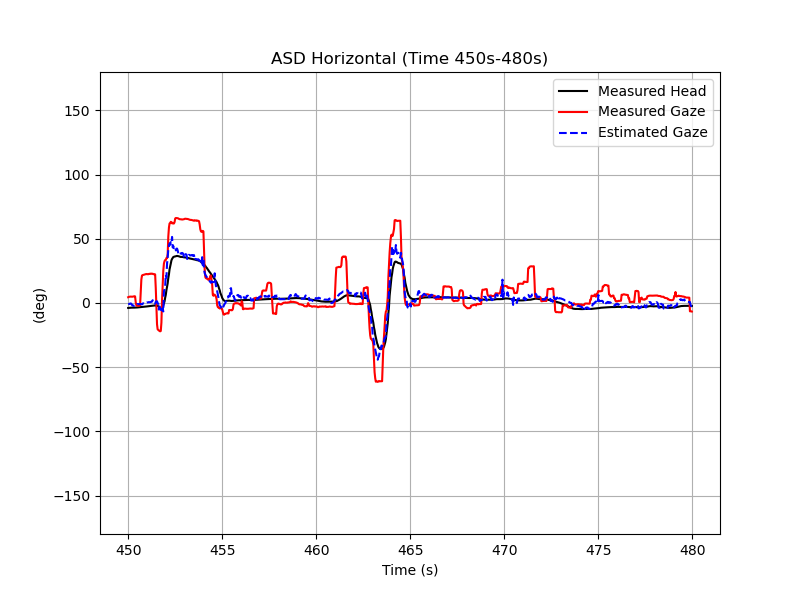 ASD Horizontal (Time 450s-480s)
Measured Head
Measured Gaze
Estimated Gaze
150
100
50
0
−50
−100
−150
(deg)
450 455 460 465 470 475 480
Time (s)